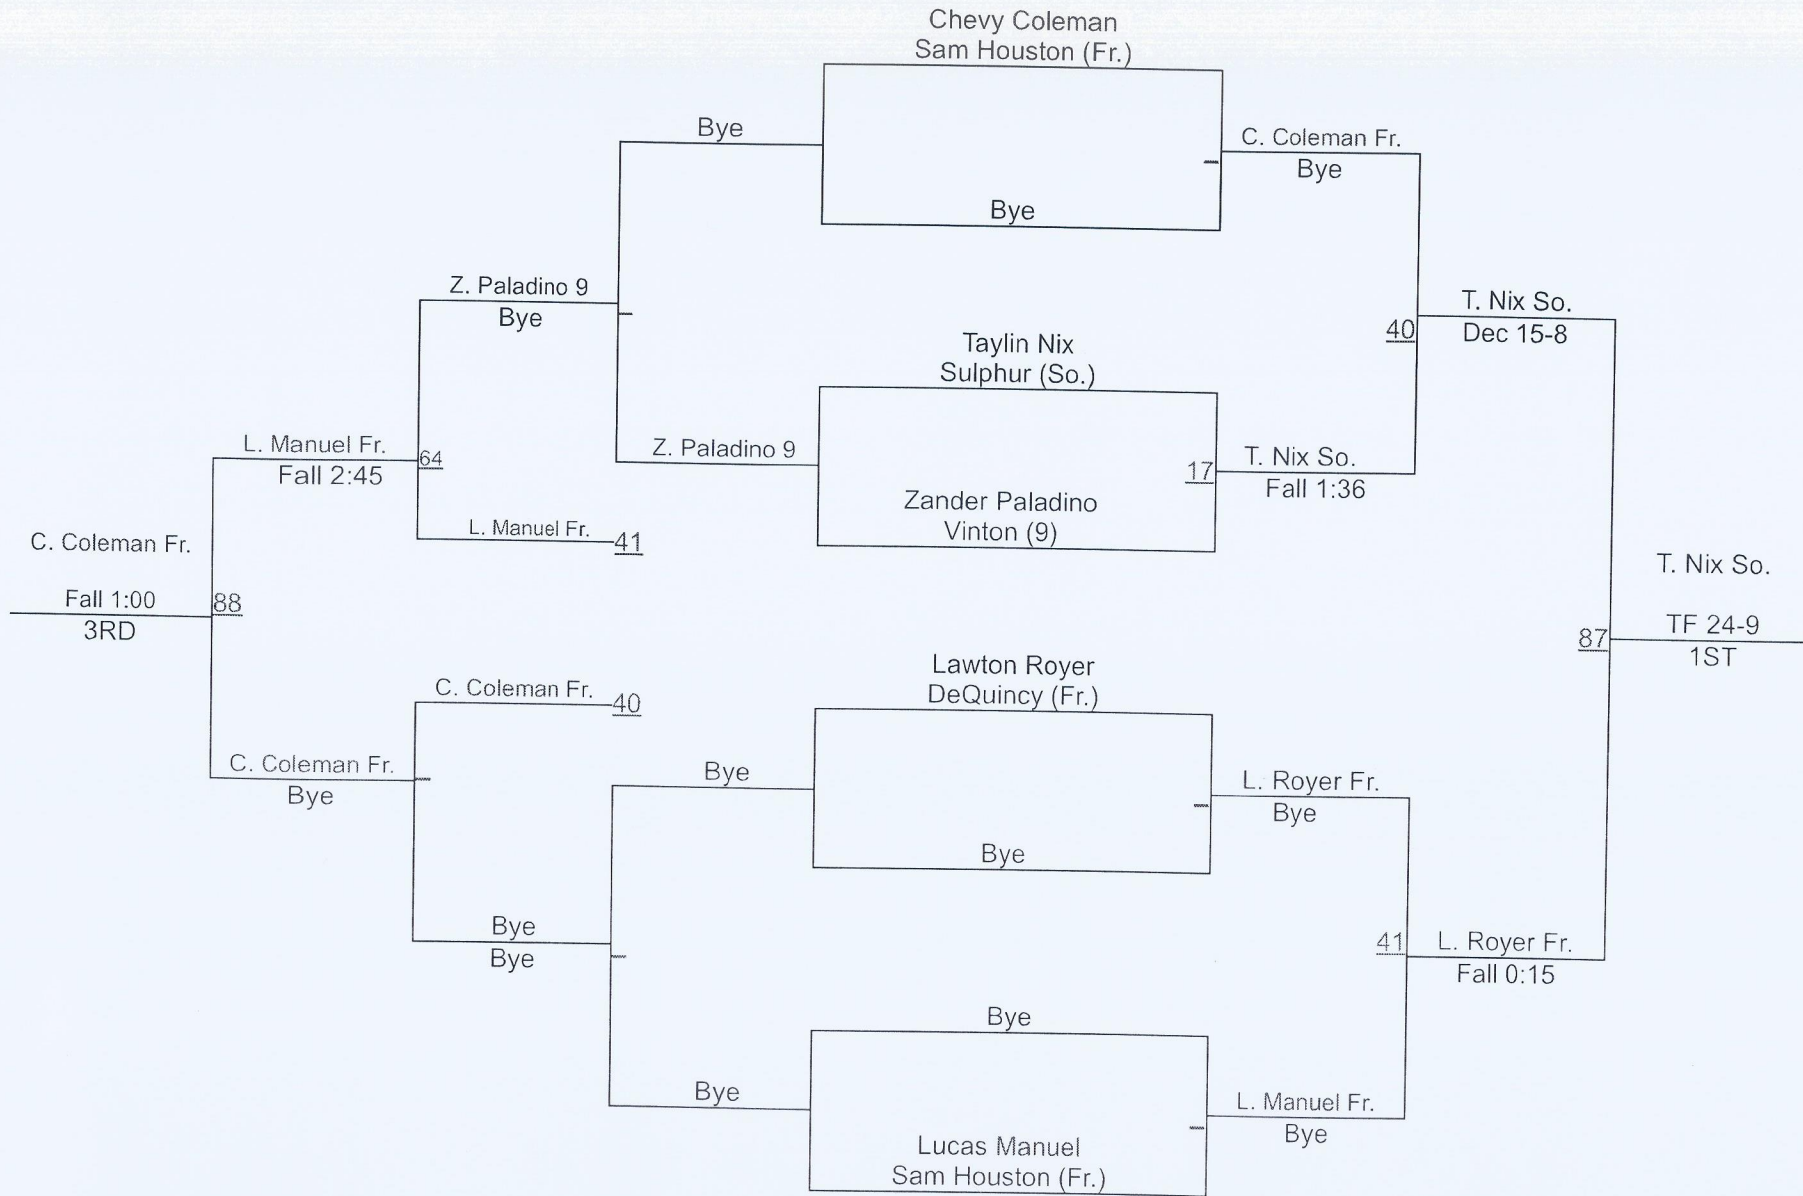 Chevy Coleman
Sam Houston (Fr.)
Bye
C. Coleman Fr.
Bye
Bye
Z. Paladino 9
Bye
T. Nix So.
Dec 15-8
40
Taylin Nix
Sulphur (So.)
L. Manuel Fr.
Fall 2:45
64
Z. Paladino 9
17
T. Nix So.
Fall 1:36
Zander Paladino
Vinton (9)
L. Manuel Fr.
41
C. Coleman Fr.
Fall 1:00
3RD
88
T. Nix So.
TF 24-9
1ST
87
Lawton Royer
DeQuincy (Fr.)
C. Coleman Fr.
40
C. Coleman Fr.
Bye
Bye
L. Royer Fr.
Bye
Bye
Bye
Bye
41
L. Royer Fr.
Fall 0:15
Bye
Bye
L. Manuel Fr.
Bye
Lucas Manuel
Sam Houston (Fr.)